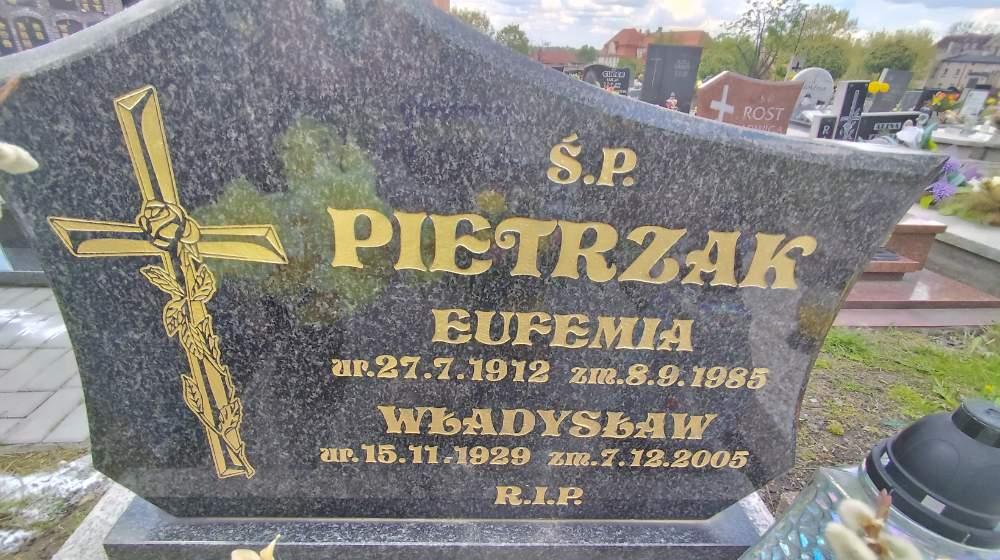 Ś.P.
PIETRZAK
EUFEMIA
ur.27.7.1912 zm.8.9.1985
WŁADYSŁAW
ur.15.11.1929 zm.7.12.2005
R.I.P.
ROST